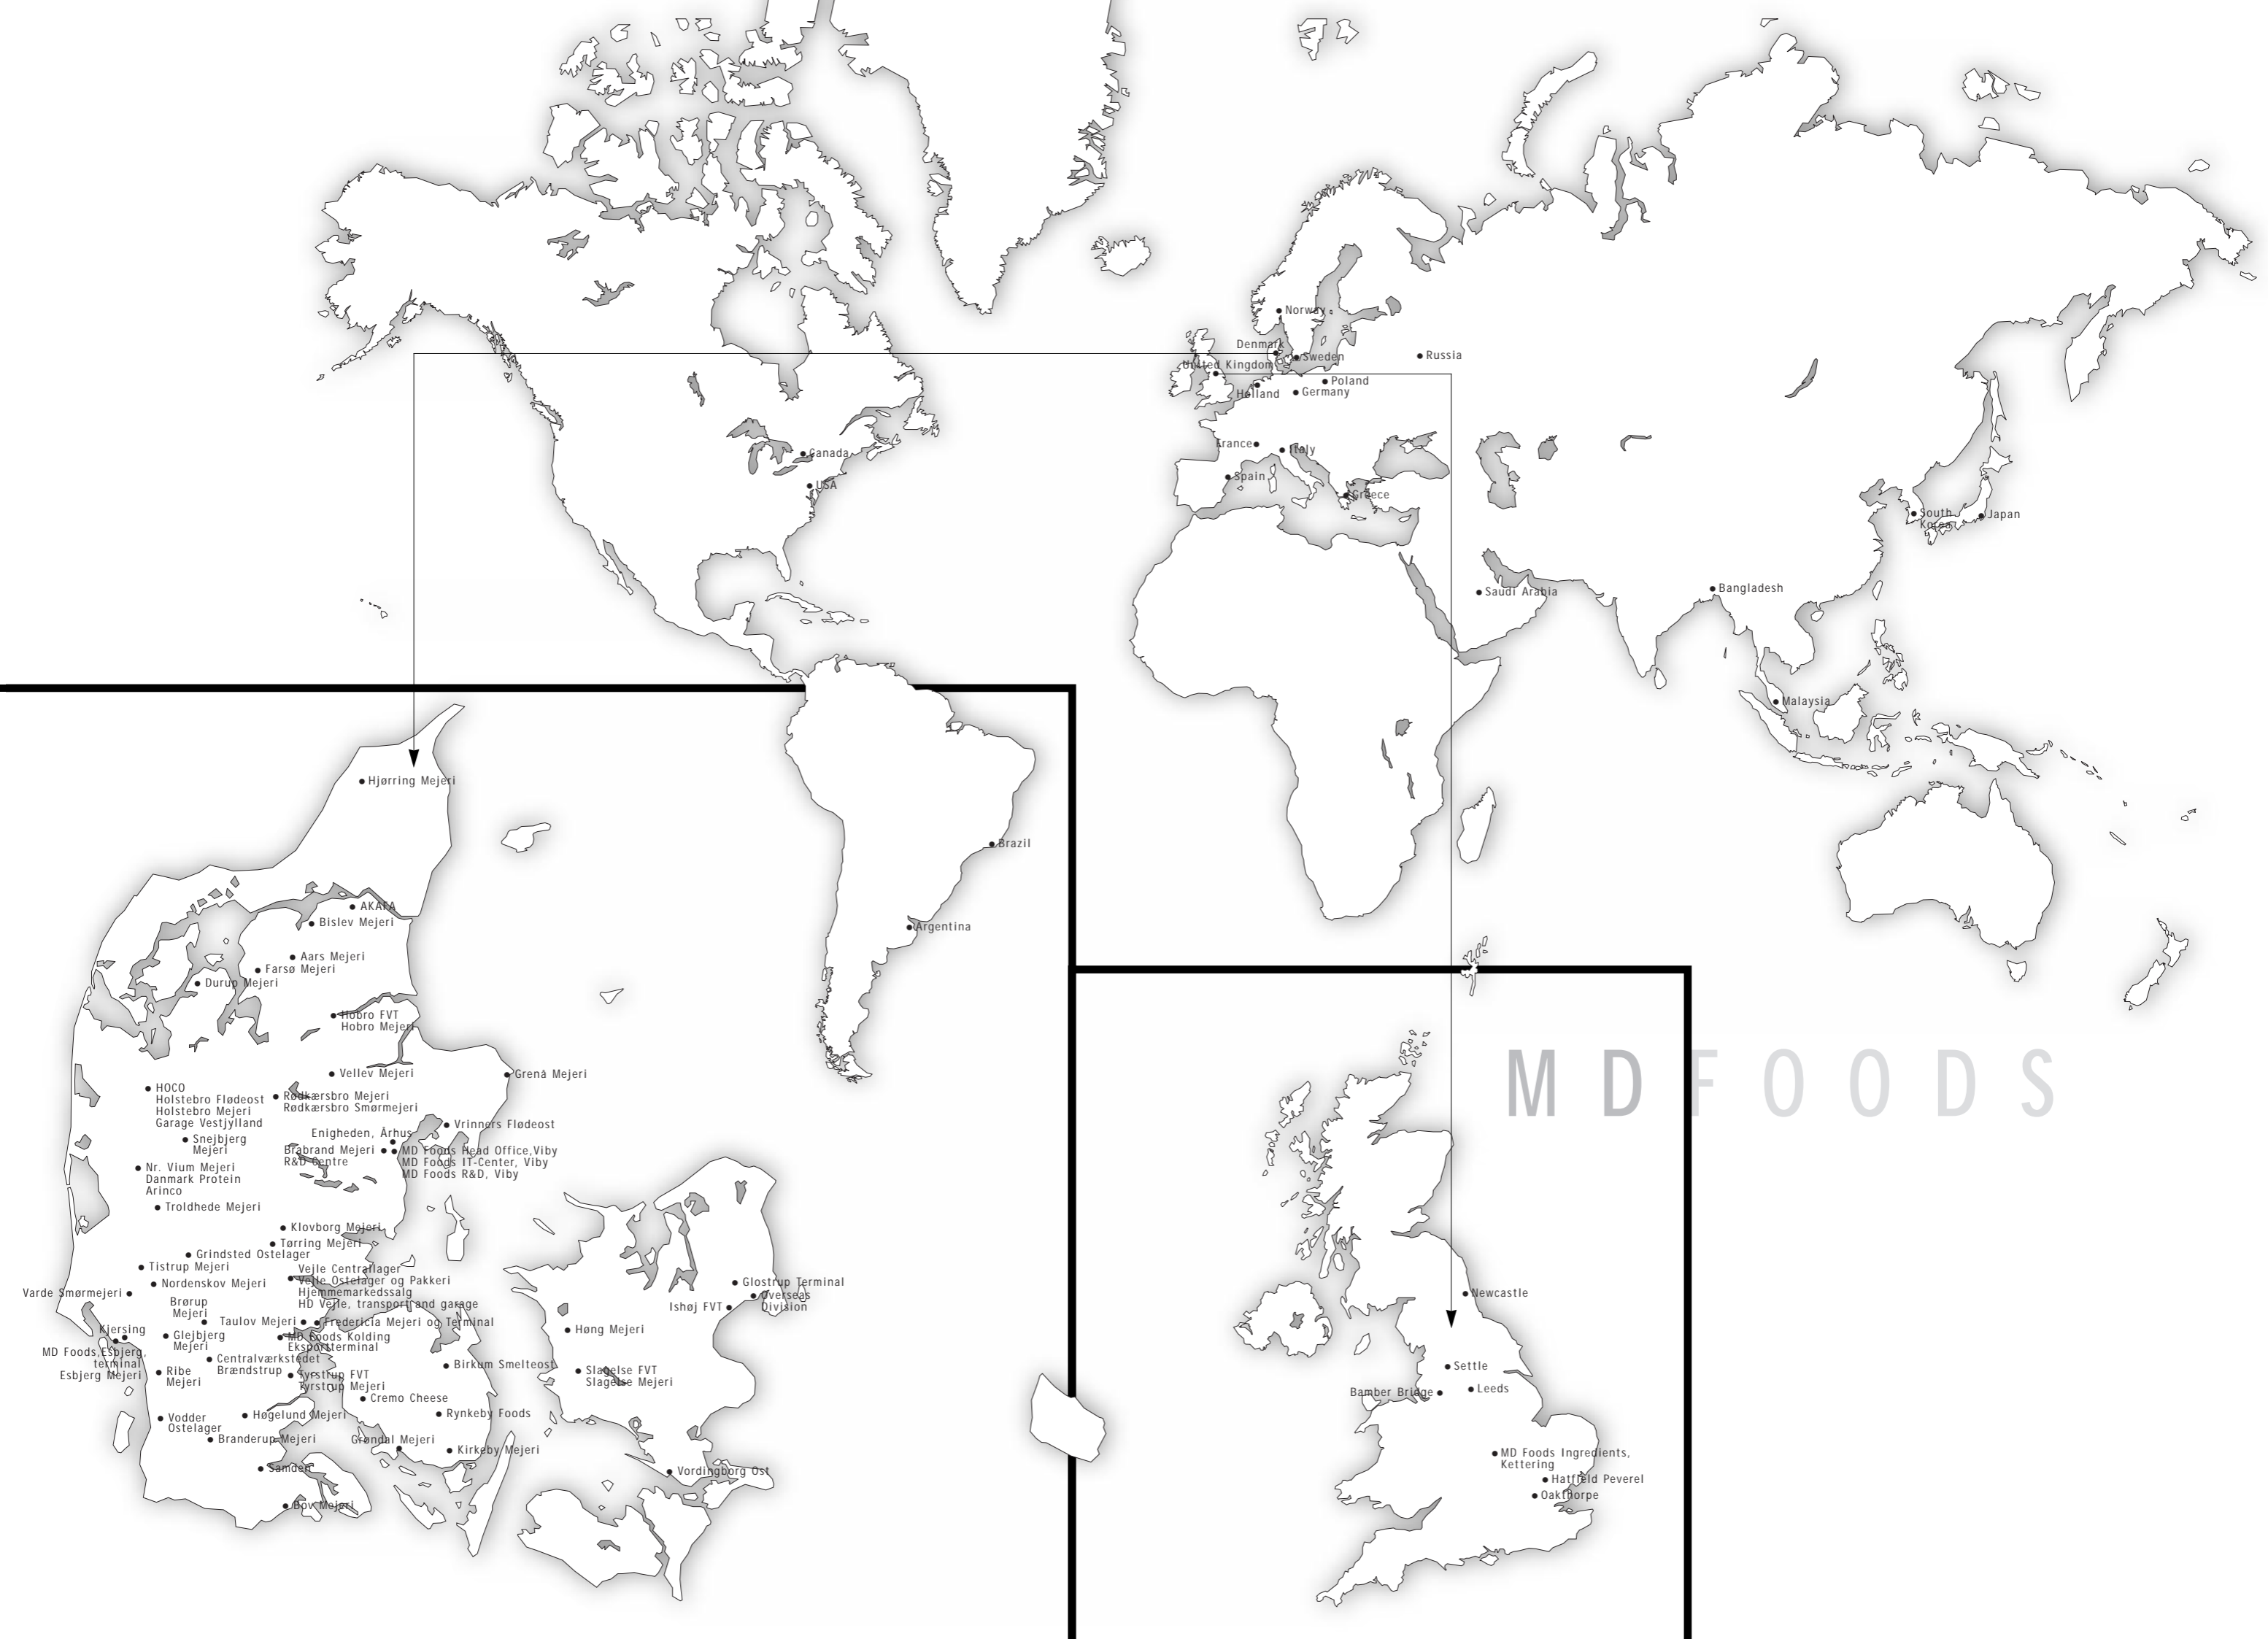 Norway
Denmark
Sweden
Russia
United Kingdom
Poland
Holland
Germany
France
Italy
Canada
Spain
USA
Greece
South
Korea
Japan
Bangladesh
Saudi Arabia
Malaysia
Brazil
Argentina
Hjørring Mejeri
AKAFA
Bislev Mejeri
Aars Mejeri
Farsø Mejeri
Durup Mejeri
Hobro FVT
Hobro Mejeri
Vellev Mejeri
Grenå Mejeri
HOCO
Holstebro Flødeost
Holstebro Mejeri
Garage Vestjylland
Rødkærsbro Mejeri
Rødkærsbro Smørmejeri
Vrinners Flødeost
Enigheden, Århus
Snejbjerg
Mejeri
Brabrand Mejeri
R&D Centre
MD Foods Head Office,Viby
MD Foods IT-Center, Viby
MD Foods R&D, Viby
Nr. Vium Mejeri
Danmark Protein
Arinco
Troldhede Mejeri
Klovborg Mejeri
Tørring Mejeri
Grindsted Ostelager
Tistrup Mejeri
Vejle Centrallager
Vejle Ostelager og Pakkeri
Hjemmemarkedssalg
HD Vejle, transport and garage
Nordenskov Mejeri
Varde Smørmejeri
Brørup
Mejeri
Taulov Mejeri
Fredericia Mejeri og Terminal
Kjersing
Glejbjerg
Mejeri
MD Foods Kolding
Eksportterminal
MD Foods,Esbjerg,
terminal
Esbjerg Mejeri
Centralværkstedet
Brændstrup
Ribe
Mejeri
Tyrstrup FVT
Tyrstrup Mejeri
Birkum Smelteost
Cremo Cheese
Rynkeby Foods
Vodder
Ostelager
Høgelund Mejeri
Branderup Mejeri
Grøndal Mejeri
Kirkeby Mejeri
Samden
Bov Mejeri
Glostrup Terminal
Overseas
Division
Ishøj FVT
Høng Mejeri
Slagelse FVT
Slagelse Mejeri
Vordingborg Ost
MD FOODS
Newcastle
Settle
Bamber Bridge
Leeds
MD Foods Ingredients,
Kettering
Hatfield Peverel
Oakthorpe